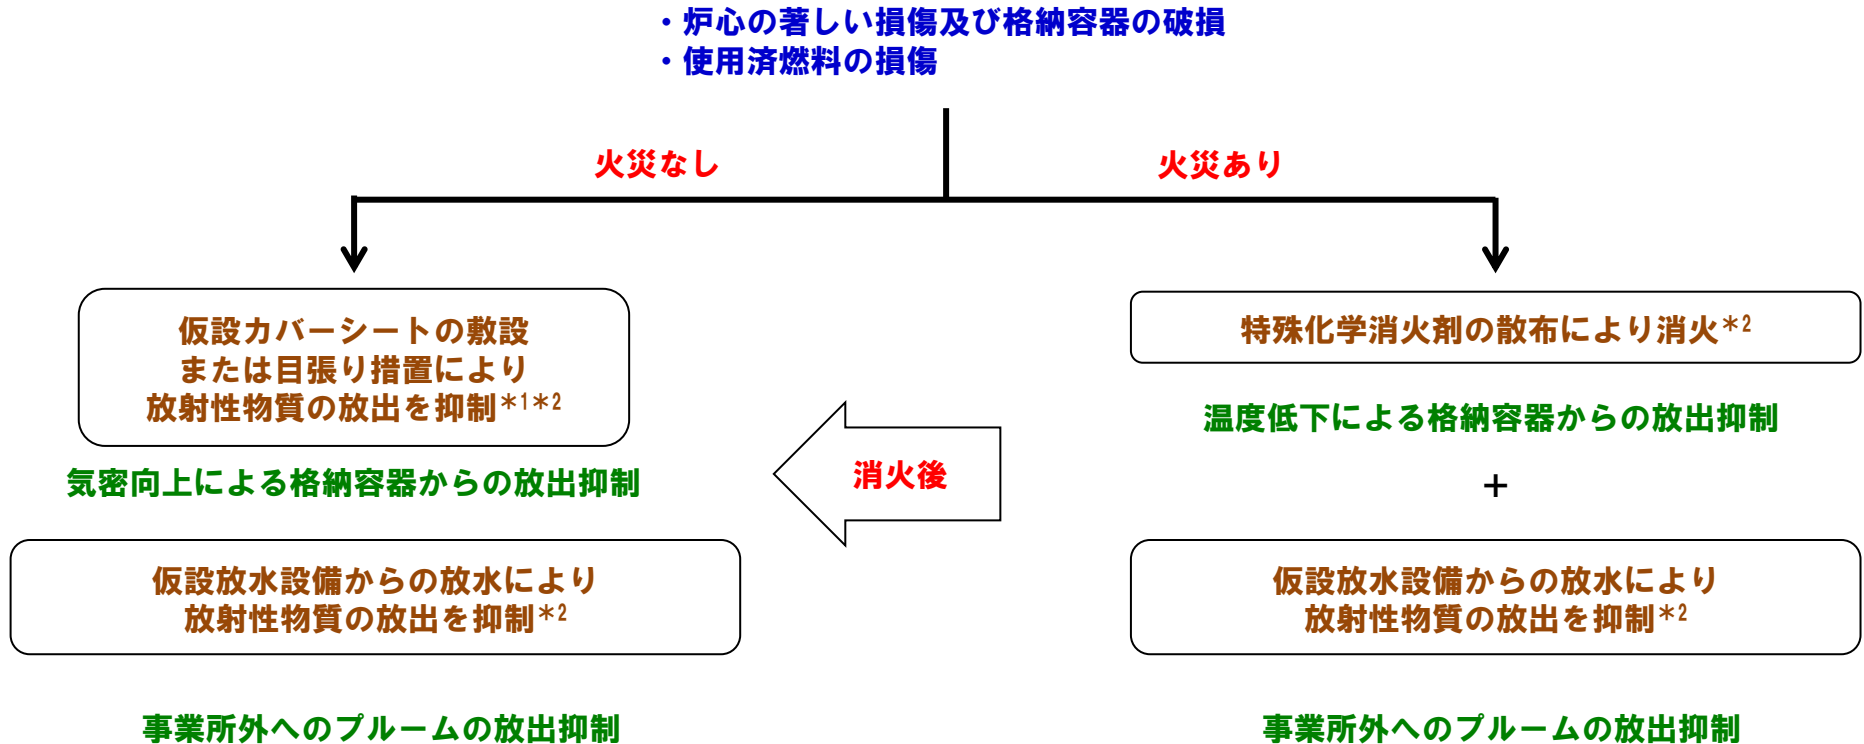 ・炉心の著しい損傷及び格納容器の破損
・使用済燃料の損傷
火災なし
火災あり
仮設カバーシートの敷設
または目張り措置により
放射性物質の放出を抑制＊1＊2
気密向上による格納容器からの放出抑制
仮設放水設備からの放水により
放射性物質の放出を抑制＊2
事業所外へのプルームの放出抑制
消火後
特殊化学消火剤の散布により消火＊2
温度低下による格納容器からの放出抑制
＋
仮設放水設備からの放水により
放射性物質の放出を抑制＊2
事業所外へのプルームの放出抑制